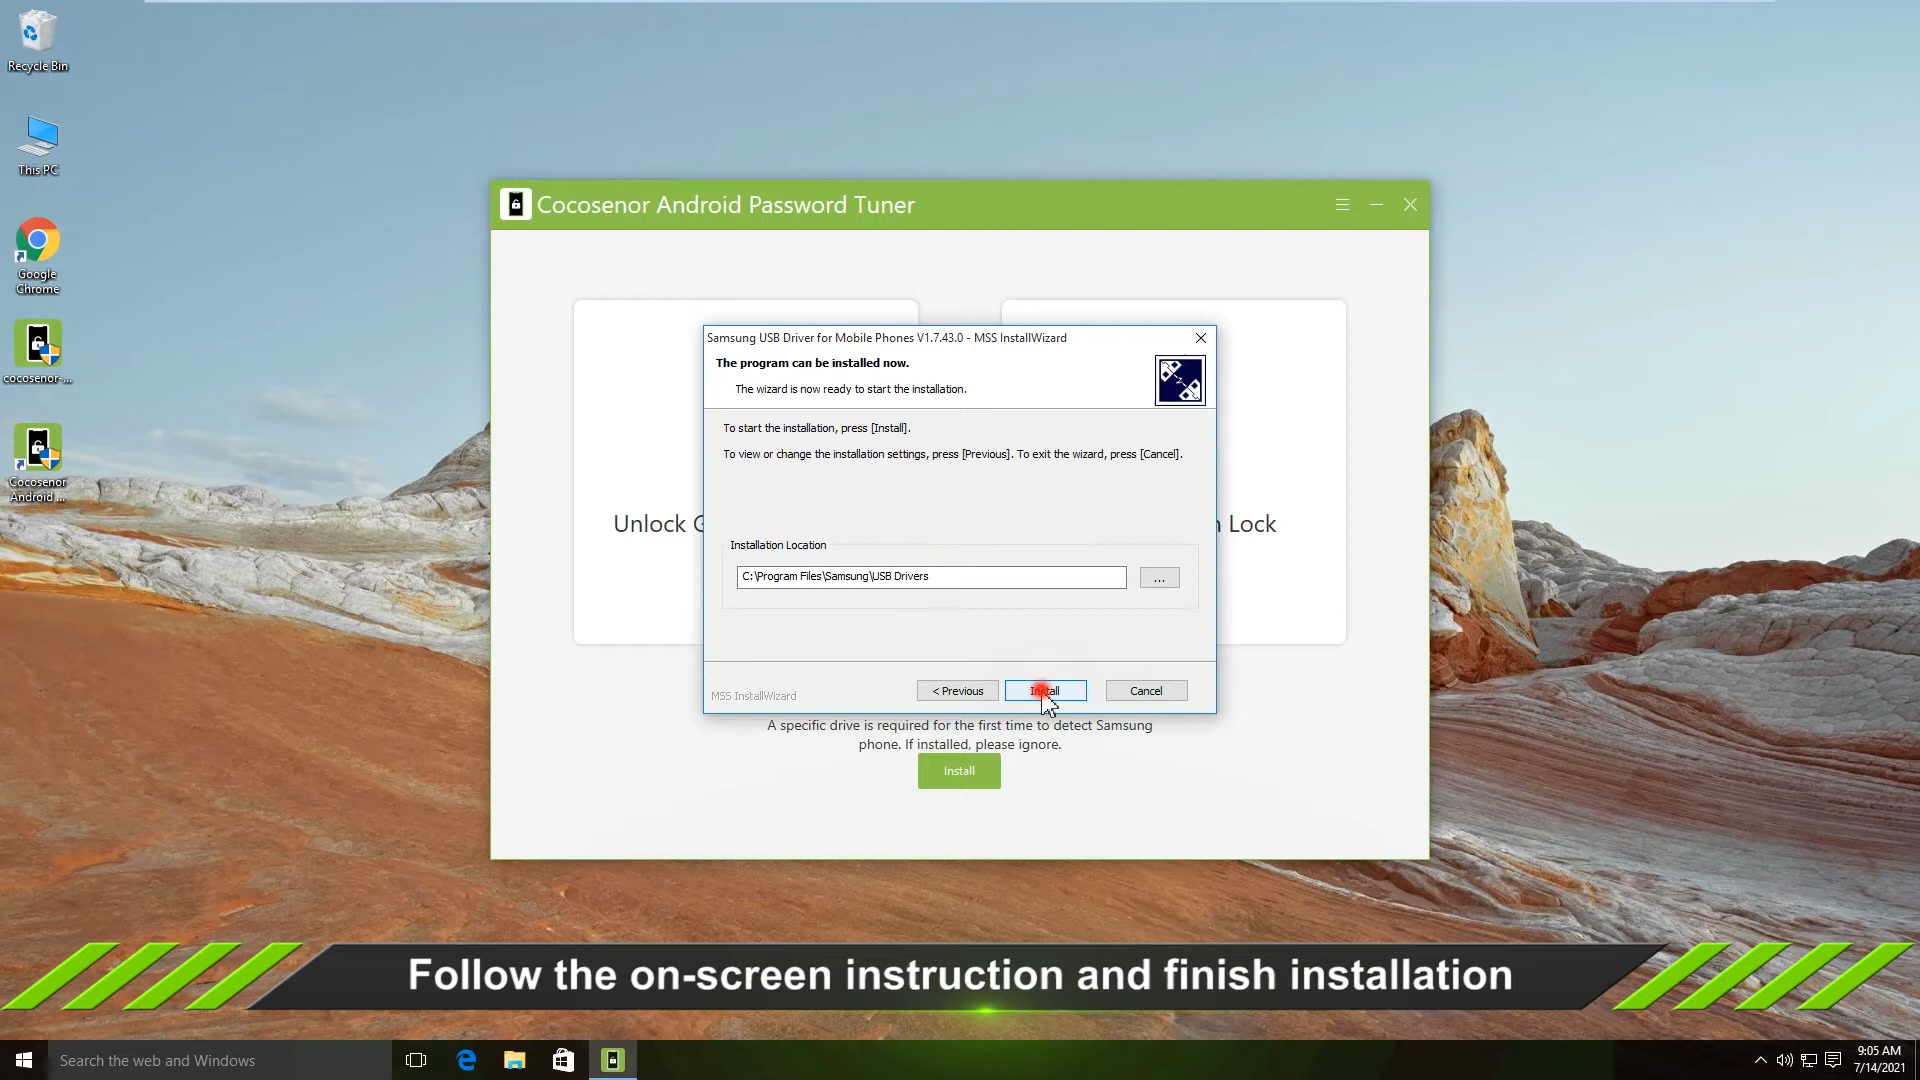 Recycle Bin
This PC
Google
Chrome
cocosenor-...
Cocosenor
Android ...
Cocosenor Android Password Tuner
Samsung USB Driver for Mobile Phones V1.7.43.0 - MSS InstallWizard
The program can be installed now.
The wizard is now ready to start the installation.
To start the installation, press [Install].
To view or change the installation settings, press [Previous]. To exit the wizard, press [Cancel].
Unlock
Lock
Installation Location
C:\Program Files\Samsung\USB Drivers
...
MSS InstallWizard
< Previous
Install
Cancel
A specific drive is required for the first time to detect Samsung
phone. If installed, please ignore.
Install
Follow the on-screen instruction and finish installation
Search the web and Windows
9:05 AM
7/14/2021